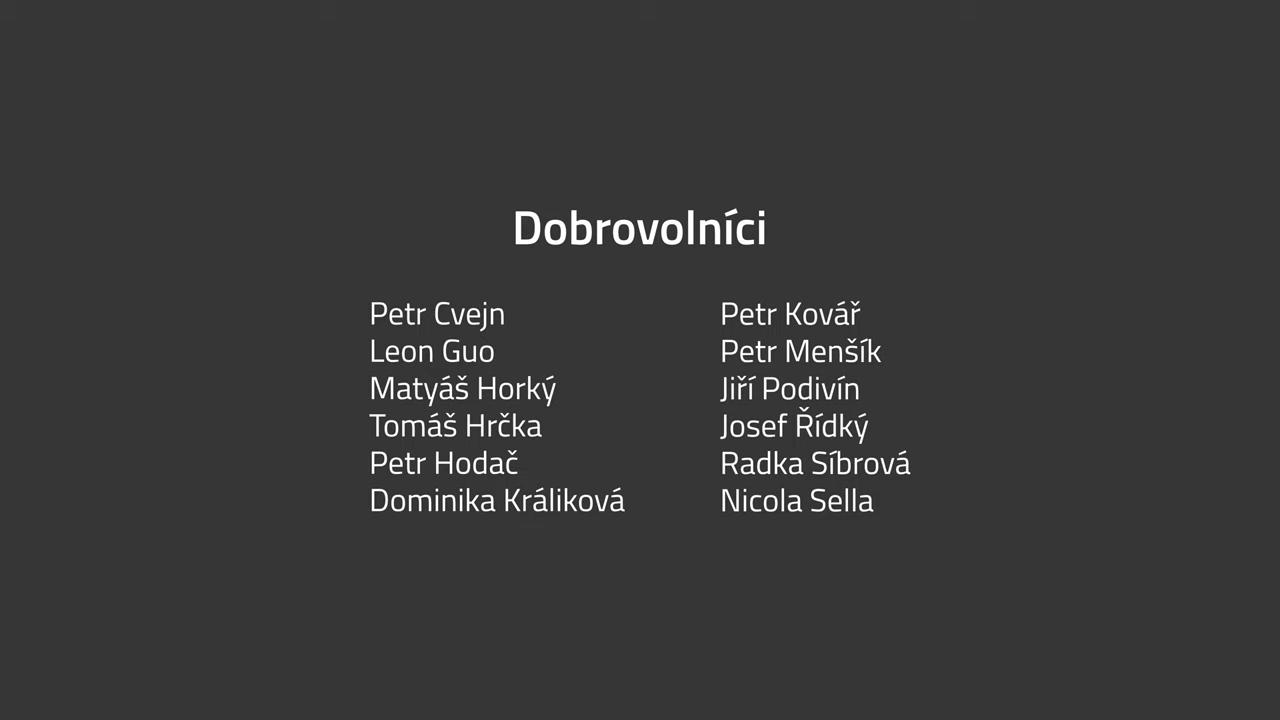 Dobrovolníci
Petr Cvejn
Leon Guo
Matyáš Horký
Tomáš Hrčka
Petr Hodač
Dominika Králiková
Petr Kovář
Petr Menšík
Jiří Podivín
Josef Řídký
Radka Síbrová
Nicola Sella